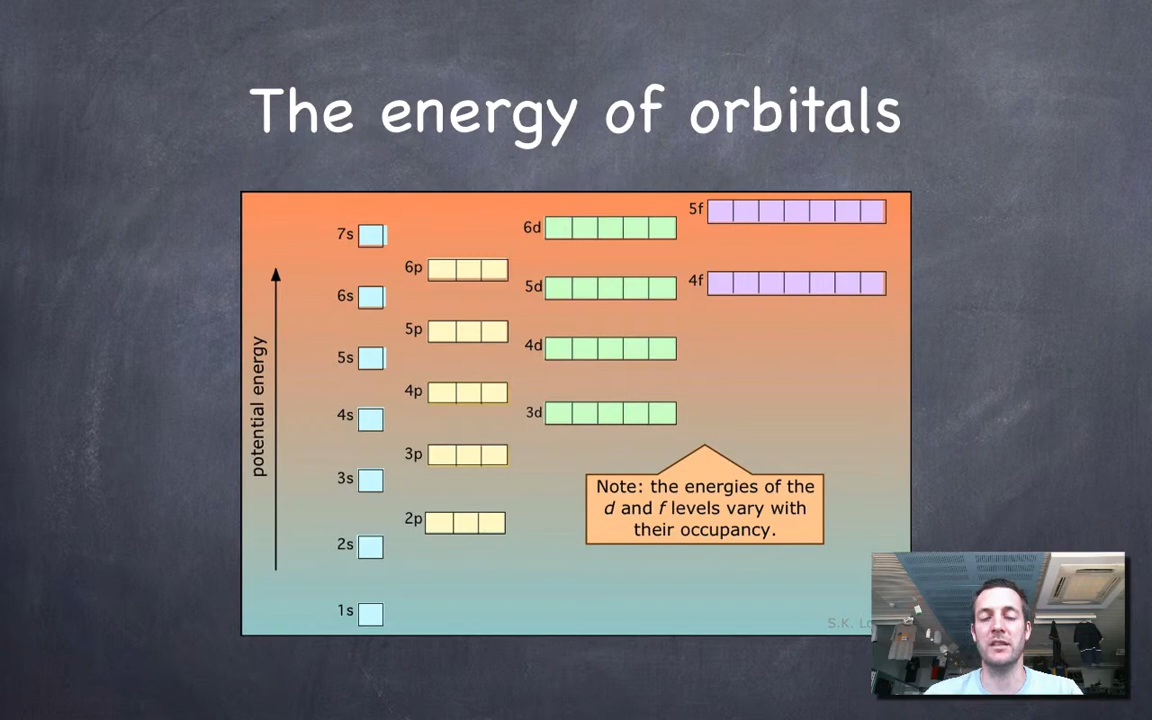 The energy of orbitals
5f
6d
7s
6p
4f
5d
6s
5p
4d
5s
4p
3d
4s
3p
3s
2p
2s
1s
potential energy
Note: the energies of the
d and f levels vary with
their occupancy.
S.K.